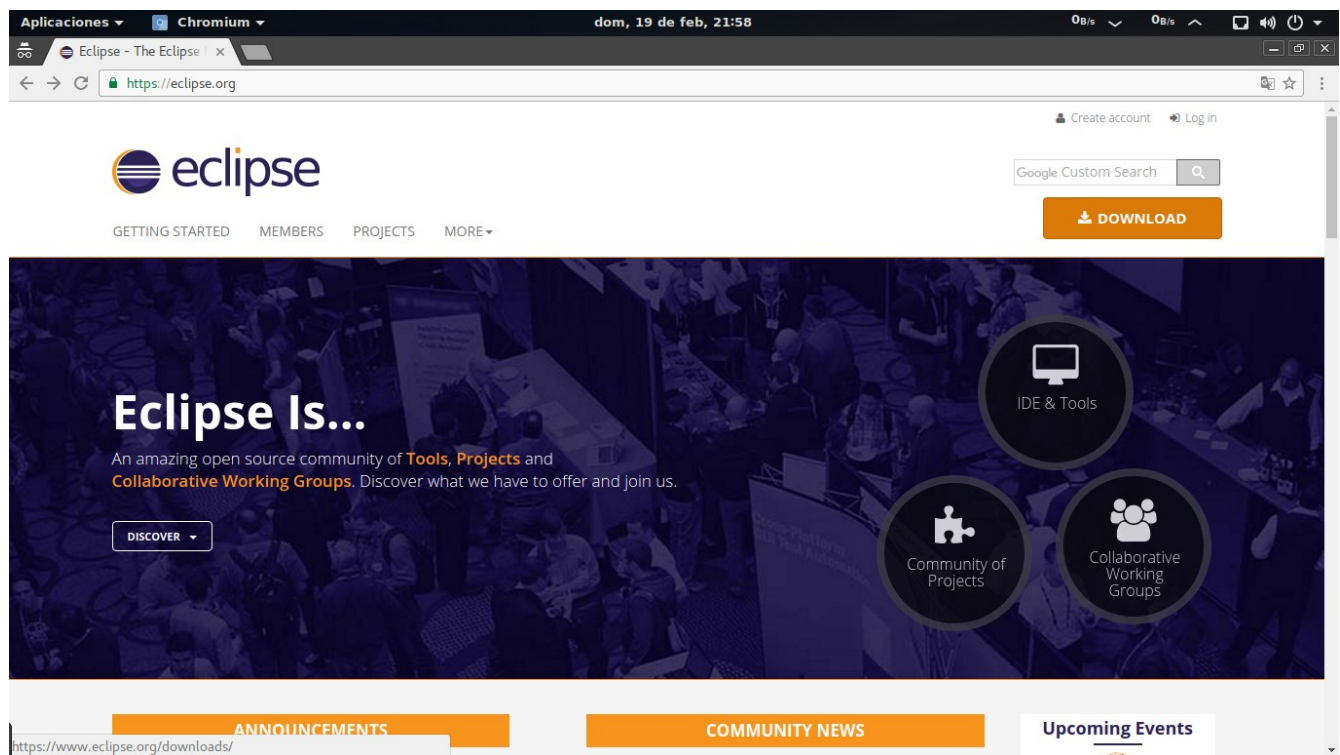 Aplicaciones Chromium dom, 19 de feb, 21:58 0B/s 0B/s
Eclipse - The Eclipse
https://eclipse.org
Create account Log in
eclipse
Google Custom Search
DOWNLOAD
GETTING STARTED MEMBERS PROJECTS MORE
Eclipse Is...
An amazing open source community of Tools, Projects and
Collaborative Working Groups. Discover what we have to offer and join us.
DISCOVER
IDE & Tools
Community of
Projects
Collaborative
Working
Groups
ANNOUNCEMENTS COMMUNITY NEWS Upcoming Events
https://www.eclipse.org/downloads/